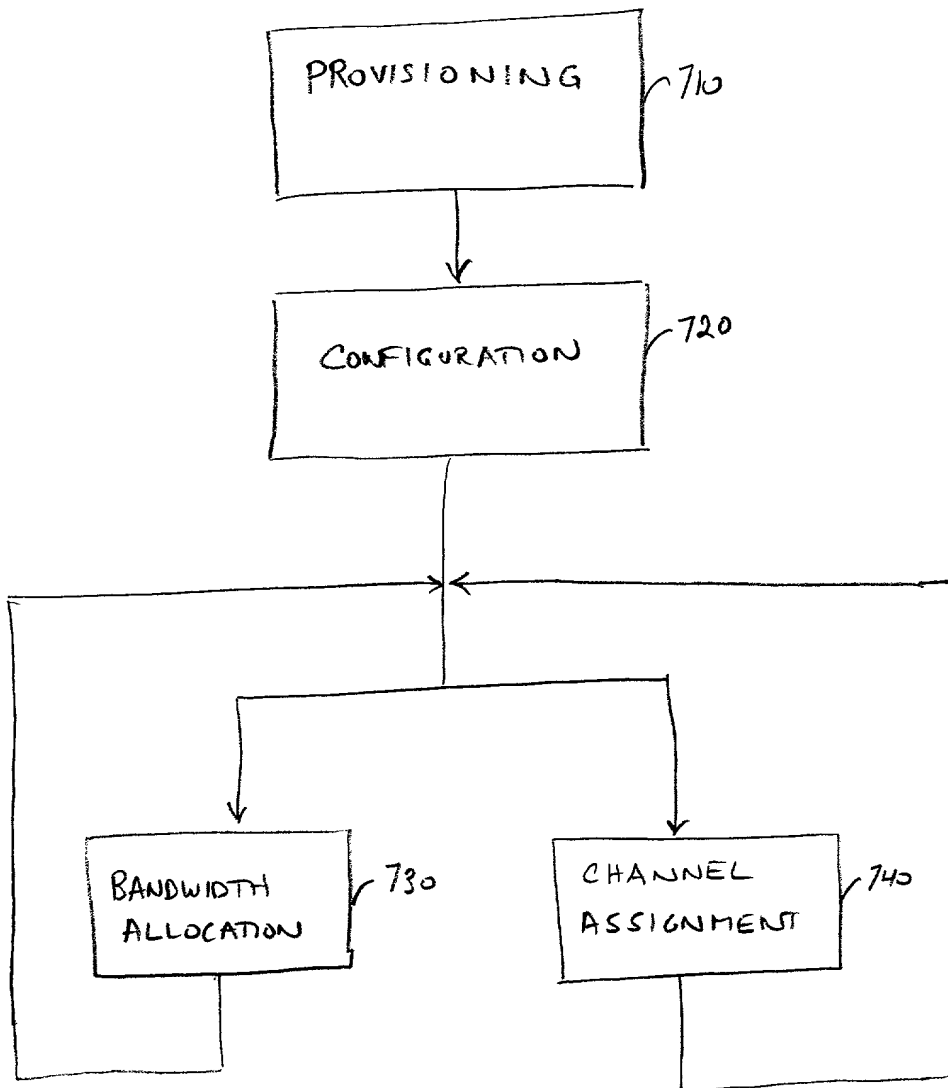 PROVISIONING
710
CONFIGURATION
720
BANDWIDTH
ALLOCATION
730
CHANNEL
ASSIGNMENT
740